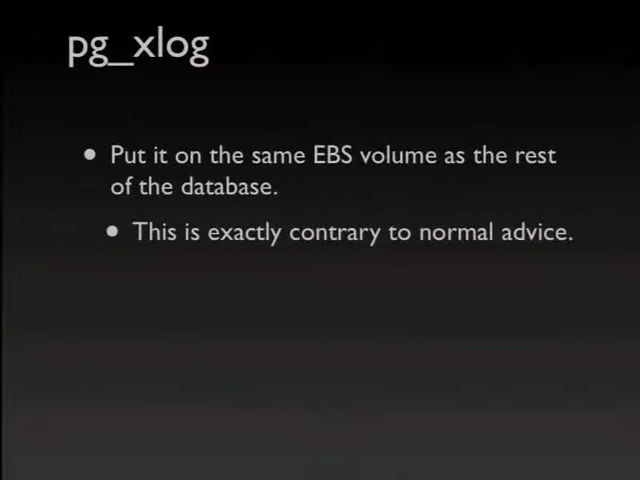 pg_xlog
• Put it on the same EBS volume as the rest
of the database.
• This is exactly contrary to normal advice.